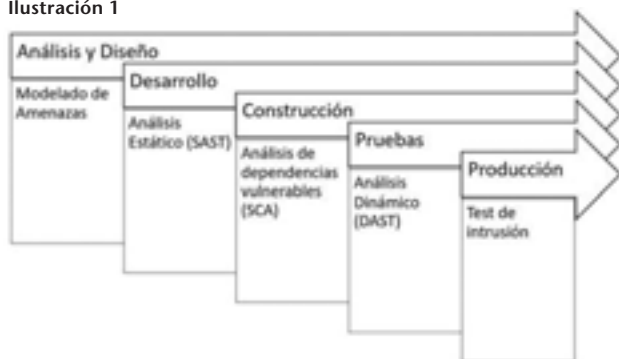 Ilustración 1
Análisis y Diseño
Modelado de
Amenazas
Desarrollo
Análisis
Estático (SAST)
Construcción
Análisis de
dependencias
vulnerables
(SCA)
Pruebas
Análisis
Dinámico
(DAST)
Producción
Test de
intrusión